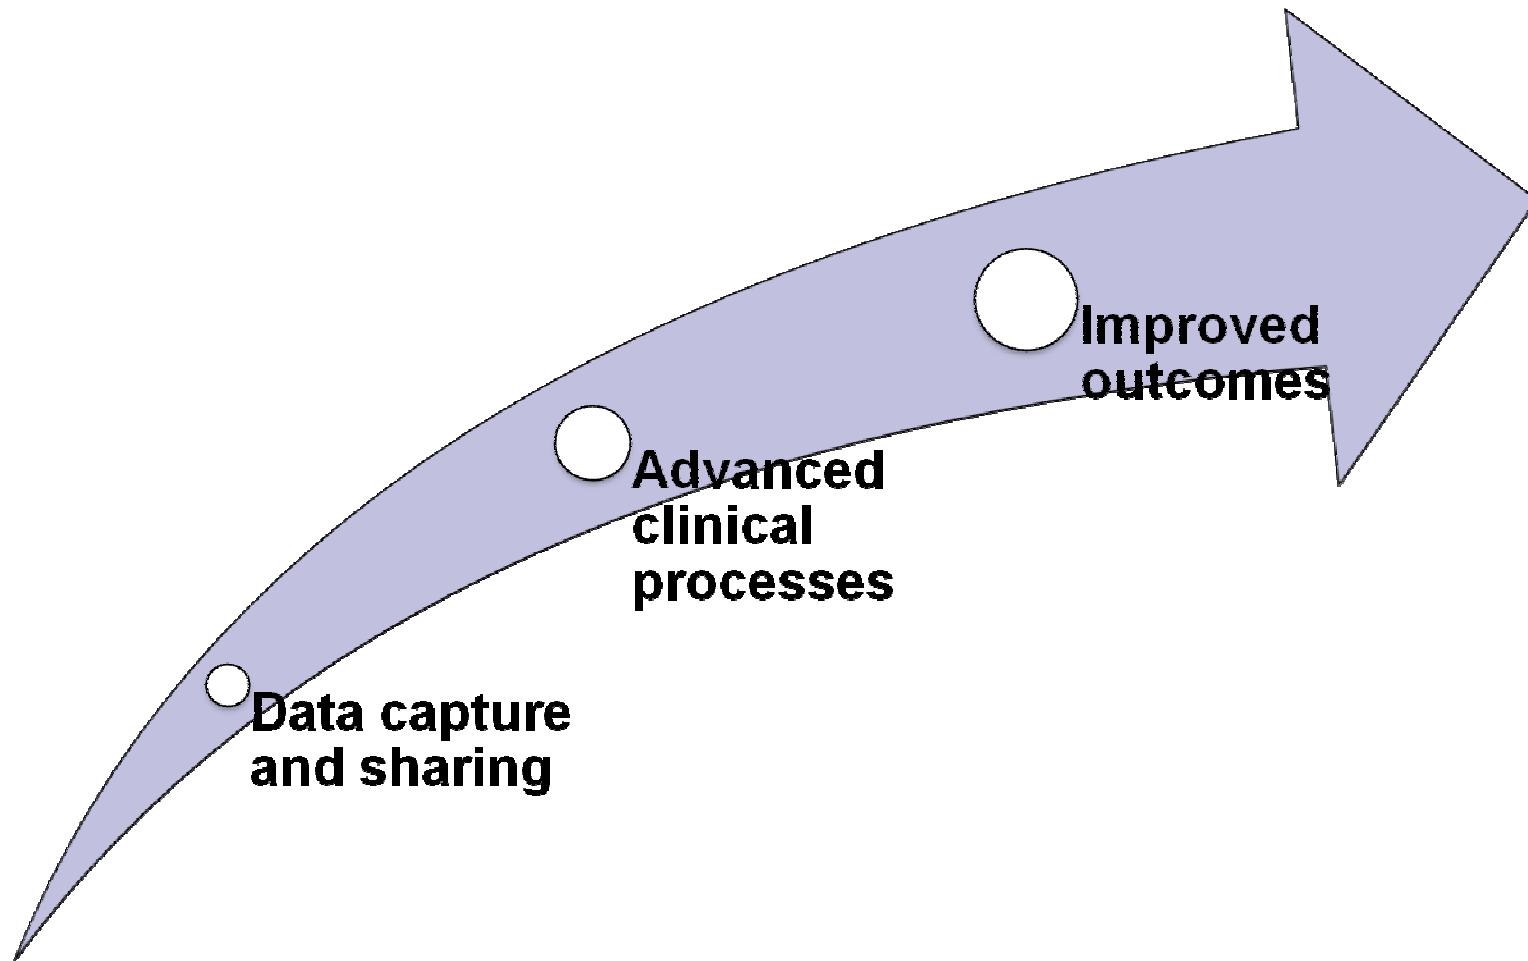 Improved
outcomes
Advanced
clinical
processes
Data capture
and sharing